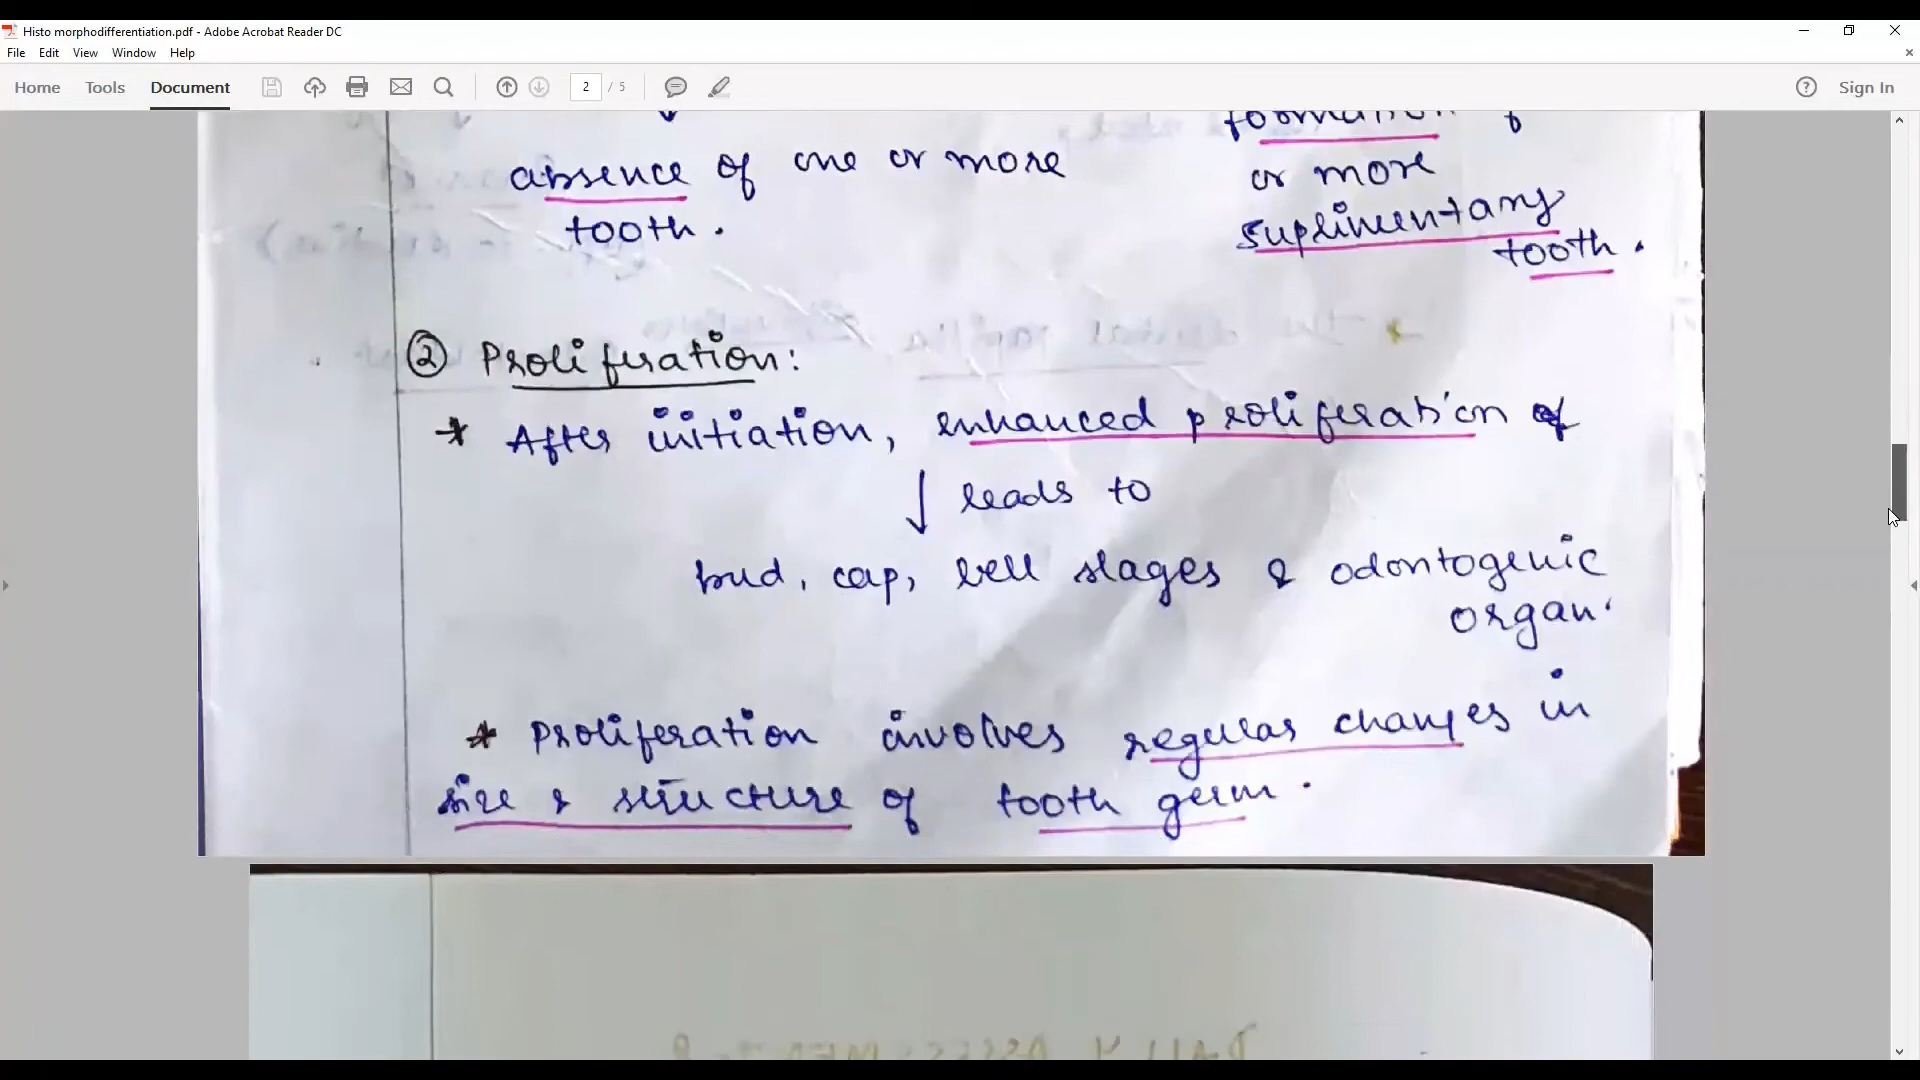 Histo morphodifferentiation.pdf - Adobe Acrobat Reader DC
File Edit View Window Help
Home Tools Document 2 / 5 Sign In
absence of one or more
tooth.
or more
suplimentary
tooth.
② Proliferation:
* After initiation, enhanced proliferation of
↓ leads to
bud, cap, bell stages & odontogenic
organ.
* Proliferation involves regular changes in
size & structure of tooth germ.